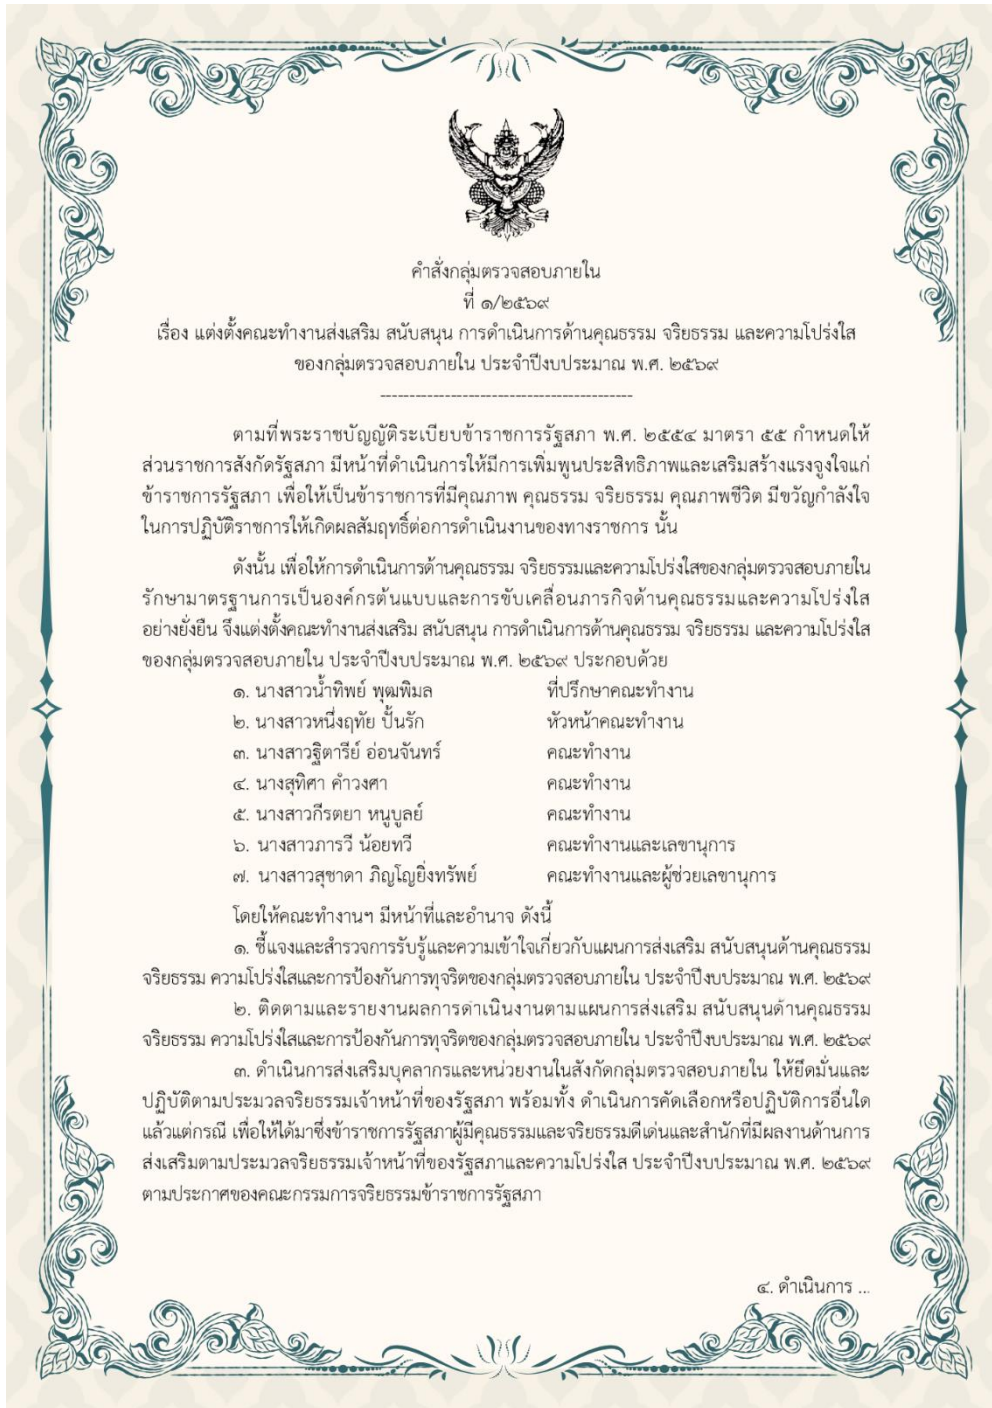 คำสั่งกลุ่มตรวจสอบภายใน
ที่ ๑/๒๕๖๙
เรื่อง แต่งตั้งคณะทำงานส่งเสริม สนับสนุน การดำเนินการด้านคุณธรรม จริยธรรม และความโปร่งใส
ของกลุ่มตรวจสอบภายใน ประจำปีงบประมาณ พ.ศ. ๒๕๖๙
-------------------------------------------
ตามที่พระราชบัญญัติระเบียบข้าราชการรัฐสภา พ.ศ. ๒๕๕๔ มาตรา ๕๕ กำหนดให้
ส่วนราชการสังกัดรัฐสภา มีหน้าที่ดำเนินการให้มีการเพิ่มพูนประสิทธิภาพและเสริมสร้างแรงจูงใจแก่
ข้าราชการรัฐสภา เพื่อให้เป็นข้าราชการที่มีคุณภาพ คุณธรรม จริยธรรม คุณภาพชีวิต มีขวัญกำลังใจ
ในการปฏิบัติราชการให้เกิดผลสัมฤทธิ์ต่อการดำเนินงานของทางราชการ นั้น
ดังนั้น เพื่อให้การดำเนินการด้านคุณธรรม จริยธรรมและความโปร่งใสของกลุ่มตรวจสอบภายใน
รักษามาตรฐานการเป็นองค์กรต้นแบบและการขับเคลื่อนภารกิจด้านคุณธรรมและความโปร่งใส
อย่างยั่งยืน จึงแต่งตั้งคณะทำงานส่งเสริม สนับสนุน การดำเนินการด้านคุณธรรม จริยธรรม และความโปร่งใส
ของกลุ่มตรวจสอบภายใน ประจำปีงบประมาณ พ.ศ. ๒๕๖๙ ประกอบด้วย
๑. นางสาวน้ำทิพย์ พุฒพิมล ที่ปรึกษาคณะทำงาน
๒. นางสาวหนึ่งฤทัย ปั้นรัก หัวหน้าคณะทำงาน
๓. นางสาวฐิตารีย์ อ่อนจันทร์ คณะทำงาน
๔. นางสุทิศา คำวงศา คณะทำงาน
๕. นางสาวกีรตยา หนูบูลย์ คณะทำงาน
๖. นางสาวภารวี น้อยทวี คณะทำงานและเลขานุการ
๗. นางสาวสุชาดา ภิญโญยิ่งทรัพย์ คณะทำงานและผู้ช่วยเลขานุการ
โดยให้คณะทำงานฯ มีหน้าที่และอำนาจ ดังนี้
๑. ชี้แจงและสำรวจการรับรู้และความเข้าใจเกี่ยวกับแผนการส่งเสริม สนับสนุนด้านคุณธรรม
จริยธรรม ความโปร่งใสและการป้องกันการทุจริตของกลุ่มตรวจสอบภายใน ประจำปีงบประมาณ พ.ศ. ๒๕๖๙
๒. ติดตามและรายงานผลการดำเนินงานตามแผนการส่งเสริม สนับสนุนด้านคุณธรรม
จริยธรรม ความโปร่งใสและการป้องกันการทุจริตของกลุ่มตรวจสอบภายใน ประจำปีงบประมาณ พ.ศ. ๒๕๖๙
๓. ดำเนินการส่งเสริมบุคลากรและหน่วยงานในสังกัดกลุ่มตรวจสอบภายใน ให้ยึดมั่นและ
ปฏิบัติตามประมวลจริยธรรมเจ้าหน้าที่ของรัฐสภา พร้อมทั้ง ดำเนินการคัดเลือกหรือปฏิบัติการอื่นใด
แล้วแต่กรณี เพื่อให้ได้มาซึ่งข้าราชการรัฐสภาผู้มีคุณธรรมและจริยธรรมดีเด่นและสำนักที่มีผลงานด้านการ
ส่งเสริมตามประมวลจริยธรรมเจ้าหน้าที่ของรัฐสภาและความโปร่งใส ประจำปีงบประมาณ พ.ศ. ๒๕๖๙
ตามประกาศของคณะกรรมการจริยธรรมข้าราชการรัฐสภา
๔. ดำเนินการ ...